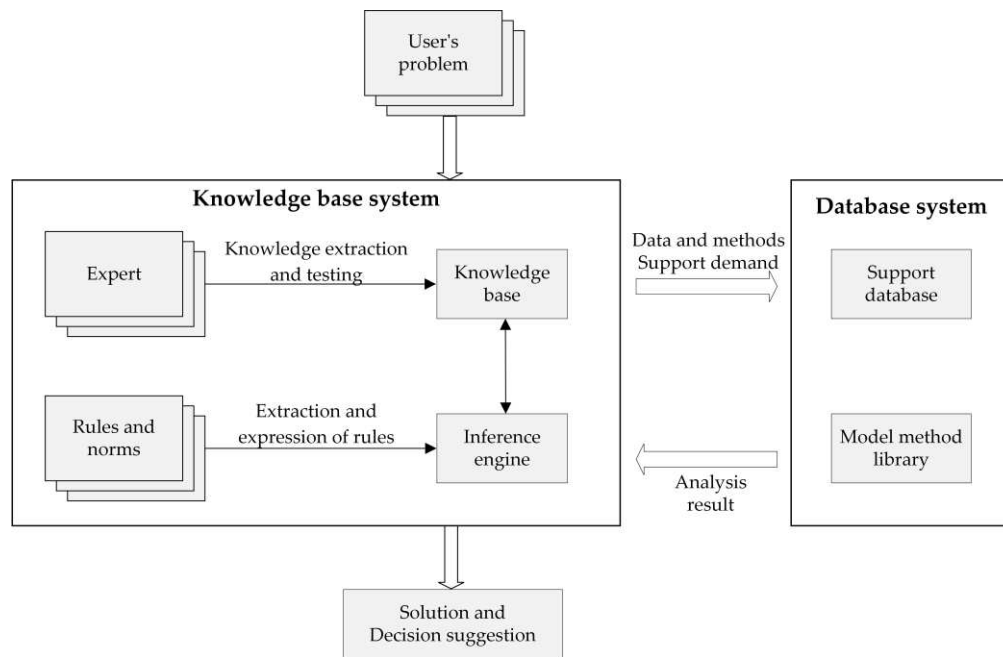 User's
problem
Knowledge base system
Expert
Knowledge extraction
and testing
Knowledge
base
Rules and
norms
Extraction and
expression of rules
Inference
engine
Data and methods
Support demand
Analysis
result
Database system
Support
database
Model method
library
Solution and
Decision suggestion